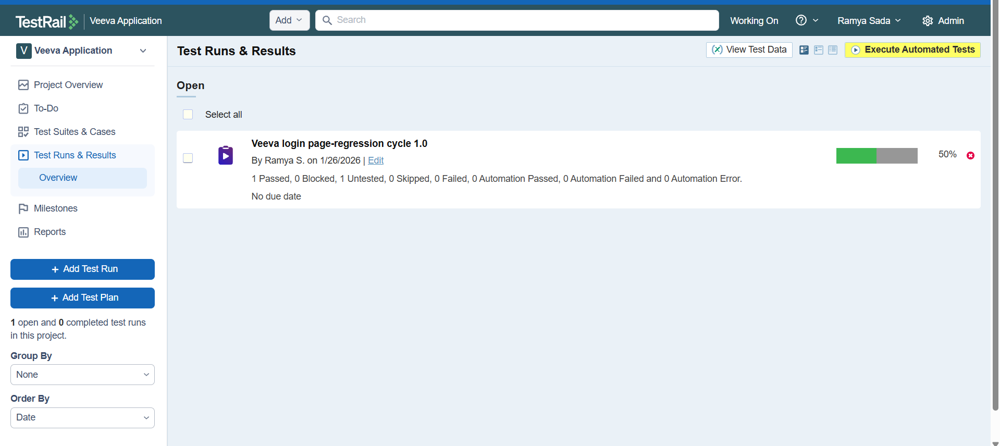 TestRail
Veeva Application
Add
Search
Working On
Ramya Sada
Admin
V Veeva Application
Project Overview
To-Do
Test Suites & Cases
Test Runs & Results
Overview
Milestones
Reports
+ Add Test Run
+ Add Test Plan
1 open and 0 completed test runs
in this project.
Group By
None
Order By
Date
Test Runs & Results
View Test Data
Execute Automated Tests
Open
Select all
Veeva login page-regression cycle 1.0
By Ramya S. on 1/26/2026 | Edit
1 Passed, 0 Blocked, 1 Untested, 0 Skipped, 0 Failed, 0 Automation Passed, 0 Automation Failed and 0 Automation Error.
No due date
50%